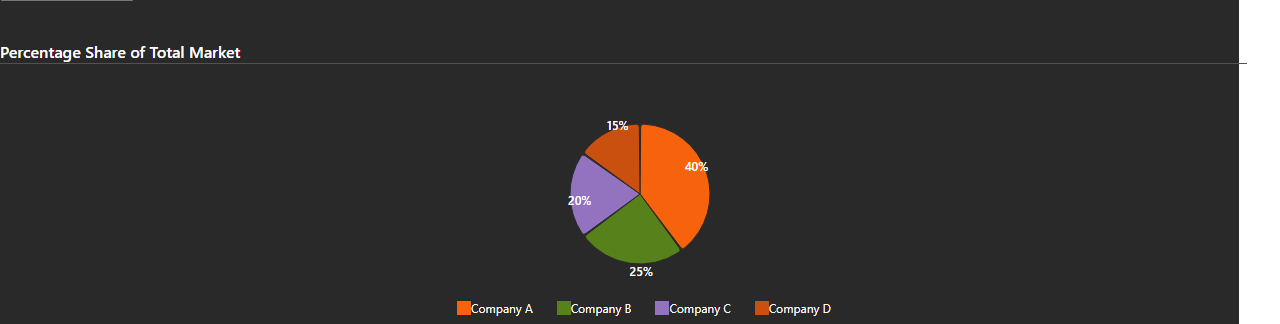 Percentage Share of Total Market
15%
40%
20%
25%
Company A Company B Company C Company D